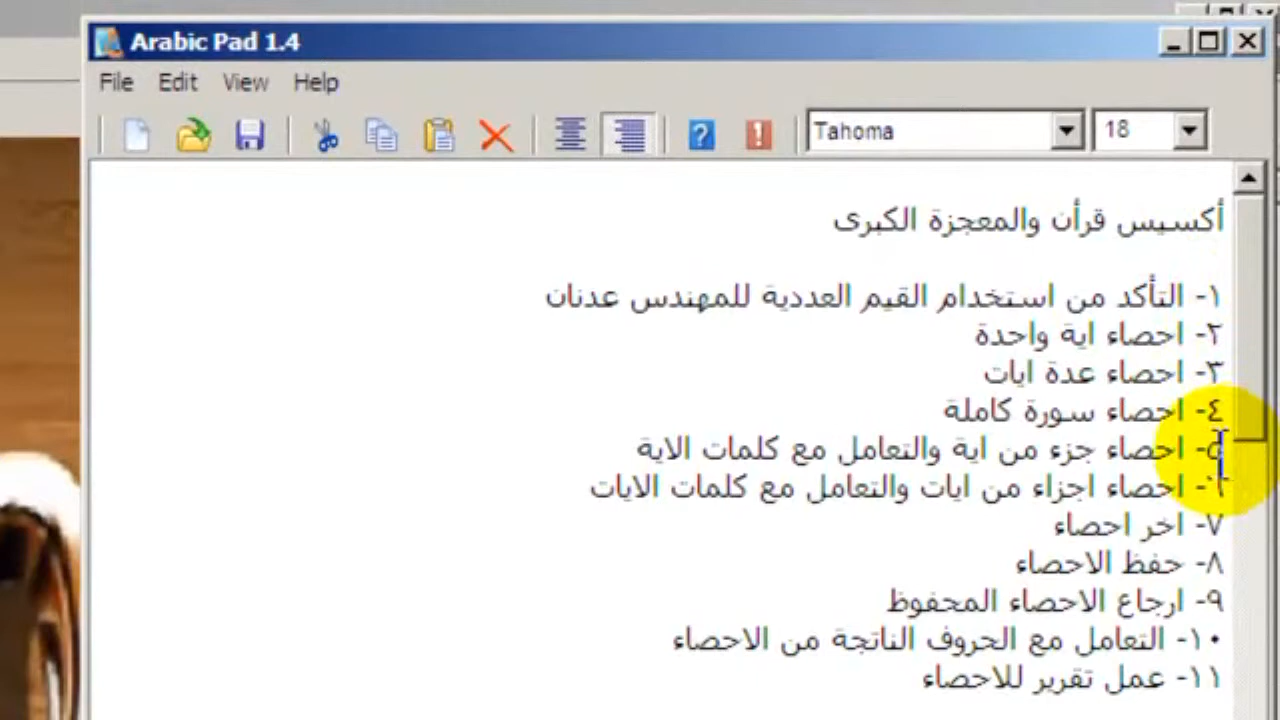 Arabic Pad 1.4
File Edit View Help
Tahoma 18
أكسيس قرأن والمعجزة الكبرى
١- التأكد من استخدام القيم العددية للمهندس عدنان
٢- احصاء اية واحدة
٣- احصاء عدة ايات
٤- احصاء سورة كاملة
٥- احصاء جزء من اية والتعامل مع كلمات الاية
٦- احصاء اجزاء من ايات والتعامل مع كلمات الايات
٧- اخر احصاء
٨- حفظ الاحصاء
٩- ارجاع الاحصاء المحفوظ
١٠- التعامل مع الحروف الناتجة من الاحصاء
١١- عمل تقرير للاحصاء